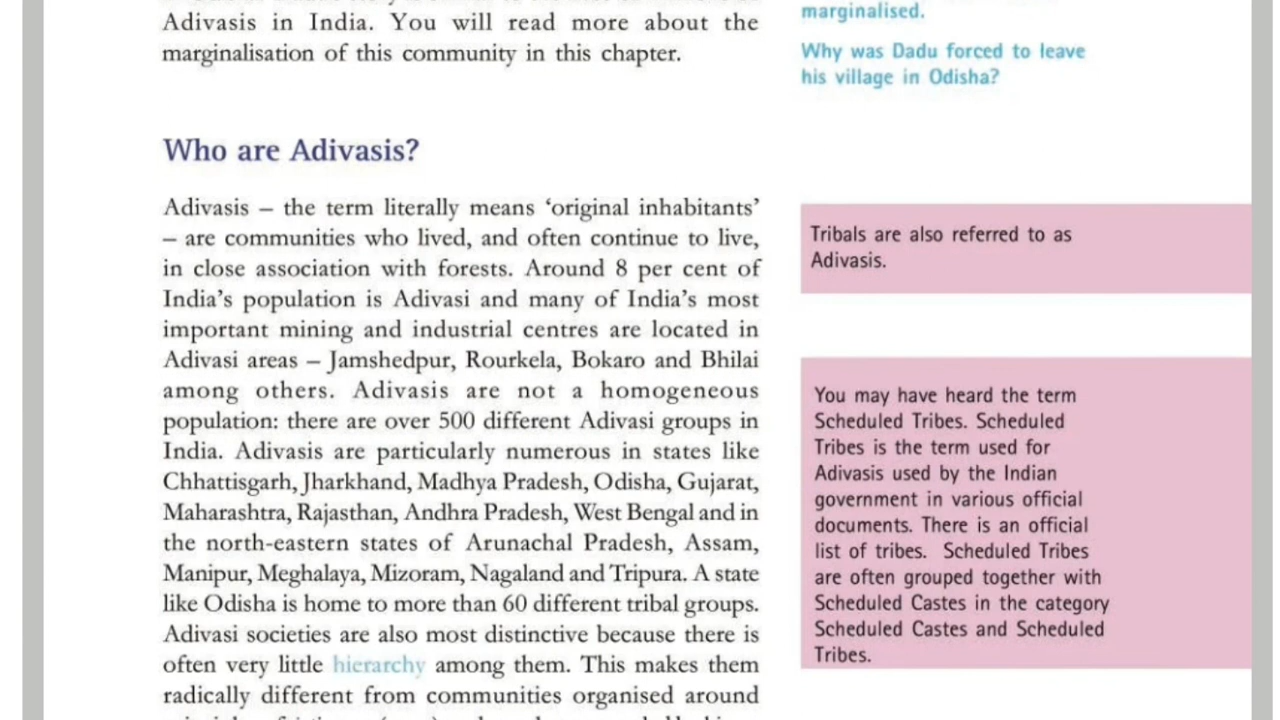 Adivasis in India. You will read more about the
marginalisation of this community in this chapter.
marginalised.
Why was Dadu forced to leave
his village in Odisha?
Who are Adivasis?
Adivasis – the term literally means ‘original inhabitants’
– are communities who lived, and often continue to live,
in close association with forests. Around 8 per cent of
India’s population is Adivasi and many of India’s most
important mining and industrial centres are located in
Adivasi areas – Jamshedpur, Rourkela, Bokaro and Bhilai
among others. Adivasis are not a homogeneous
population: there are over 500 different Adivasi groups in
India. Adivasis are particularly numerous in states like
Chhattisgarh, Jharkhand, Madhya Pradesh, Odisha, Gujarat,
Maharashtra, Rajasthan, Andhra Pradesh, West Bengal and in
the north-eastern states of Arunachal Pradesh, Assam,
Manipur, Meghalaya, Mizoram, Nagaland and Tripura. A state
like Odisha is home to more than 60 different tribal groups.
Adivasi societies are also most distinctive because there is
often very little hierarchy among them. This makes them
radically different from communities organised around
Tribals are also referred to as
Adivasis.
You may have heard the term
Scheduled Tribes. Scheduled
Tribes is the term used for
Adivasis used by the Indian
government in various official
documents. There is an official
list of tribes. Scheduled Tribes
are often grouped together with
Scheduled Castes in the category
Scheduled Castes and Scheduled
Tribes.